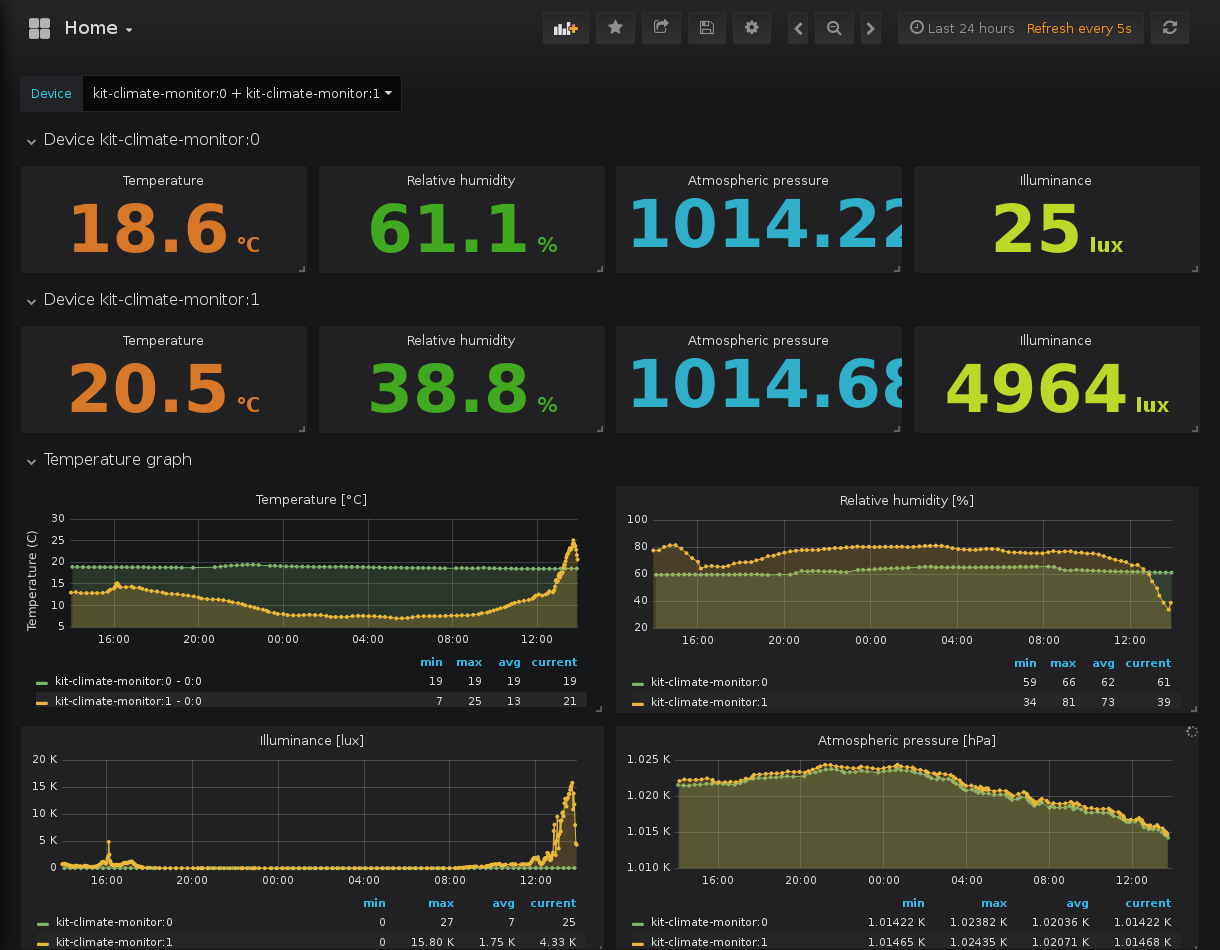 Home
Last 24 hours Refresh every 5s
Device kit-climate-monitor:0 + kit-climate-monitor:1
Device kit-climate-monitor:0
Temperature Relative humidity Atmospheric pressure Illuminance
18.6 °C 61.1 % 1014.22 25 lux
Device kit-climate-monitor:1
Temperature Relative humidity Atmospheric pressure Illuminance
20.5 °C 38.8 % 1014.68 4964 lux
Temperature graph
Temperature [°C]
Temperature (C)
30
25
20
15
10
5
16:00 20:00 00:00 04:00 08:00 12:00
min max avg current
kit-climate-monitor:0 - 0:0 19 19 19 19
kit-climate-monitor:1 - 0:0 7 25 13 21
Relative humidity [%]
100
80
60
40
20
16:00 20:00 00:00 04:00 08:00 12:00
min max avg current
kit-climate-monitor:0 59 66 62 61
kit-climate-monitor:1 34 81 73 39
Illuminance [lux]
20 K
15 K
10 K
5 K
0
16:00 20:00 00:00 04:00 08:00 12:00
min max avg current
kit-climate-monitor:0 0 27 7 25
kit-climate-monitor:1 0 15.80 K 1.75 K 4.33 K
Atmospheric pressure [hPa]
1.025 K
1.020 K
1.015 K
1.010 K
16:00 20:00 00:00 04:00 08:00 12:00
min max avg current
kit-climate-monitor:0 1.01422 K 1.02382 K 1.02036 K 1.01422 K
kit-climate-monitor:1 1.01465 K 1.02435 K 1.02071 K 1.01468 K